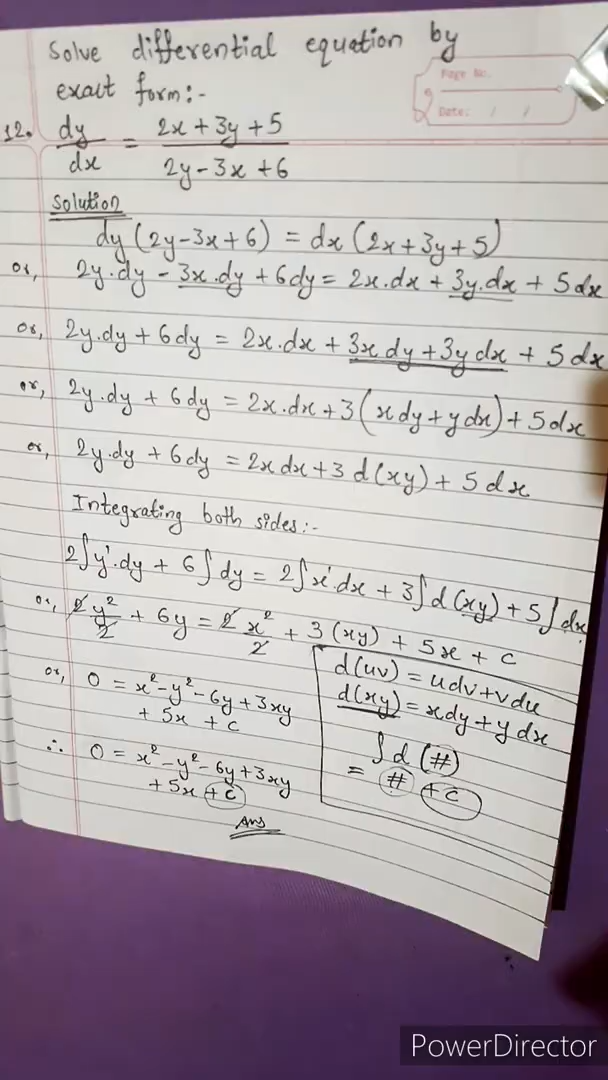 Solve differential equation by
exact form:-
Page No.
Date: / /
12. dy/dx = (2x + 3y + 5)/(2y - 3x + 6)
Solution
dy (2y-3x+6) = dx (2x+3y+5)
or, 2y.dy - 3x.dy + 6dy = 2x.dx + 3y.dx + 5dx
or, 2y.dy + 6dy = 2x.dx + 3x.dy + 3y dx + 5dx
or, 2y.dy + 6dy = 2x.dx + 3(x dy + y dx) + 5dx
or, 2y.dy + 6dy = 2x dx + 3 d(xy) + 5 dx
Integrating both sides:-
2∫y¹.dy + 6∫dy = 2∫x¹.dx + 3∫d(xy) + 5∫dx
or, 2 y²/2 + 6y = 2 x²/2 + 3(xy) + 5x + c
or, 0 = x² - y² - 6y + 3xy
+ 5x + c
∴ 0 = x² - y² - 6y + 3xy
+ 5x + c
Ans
d(uv) = udv + vdu
d(xy) = xdy + y dx
∫d(#)
= # + c
PowerDirector